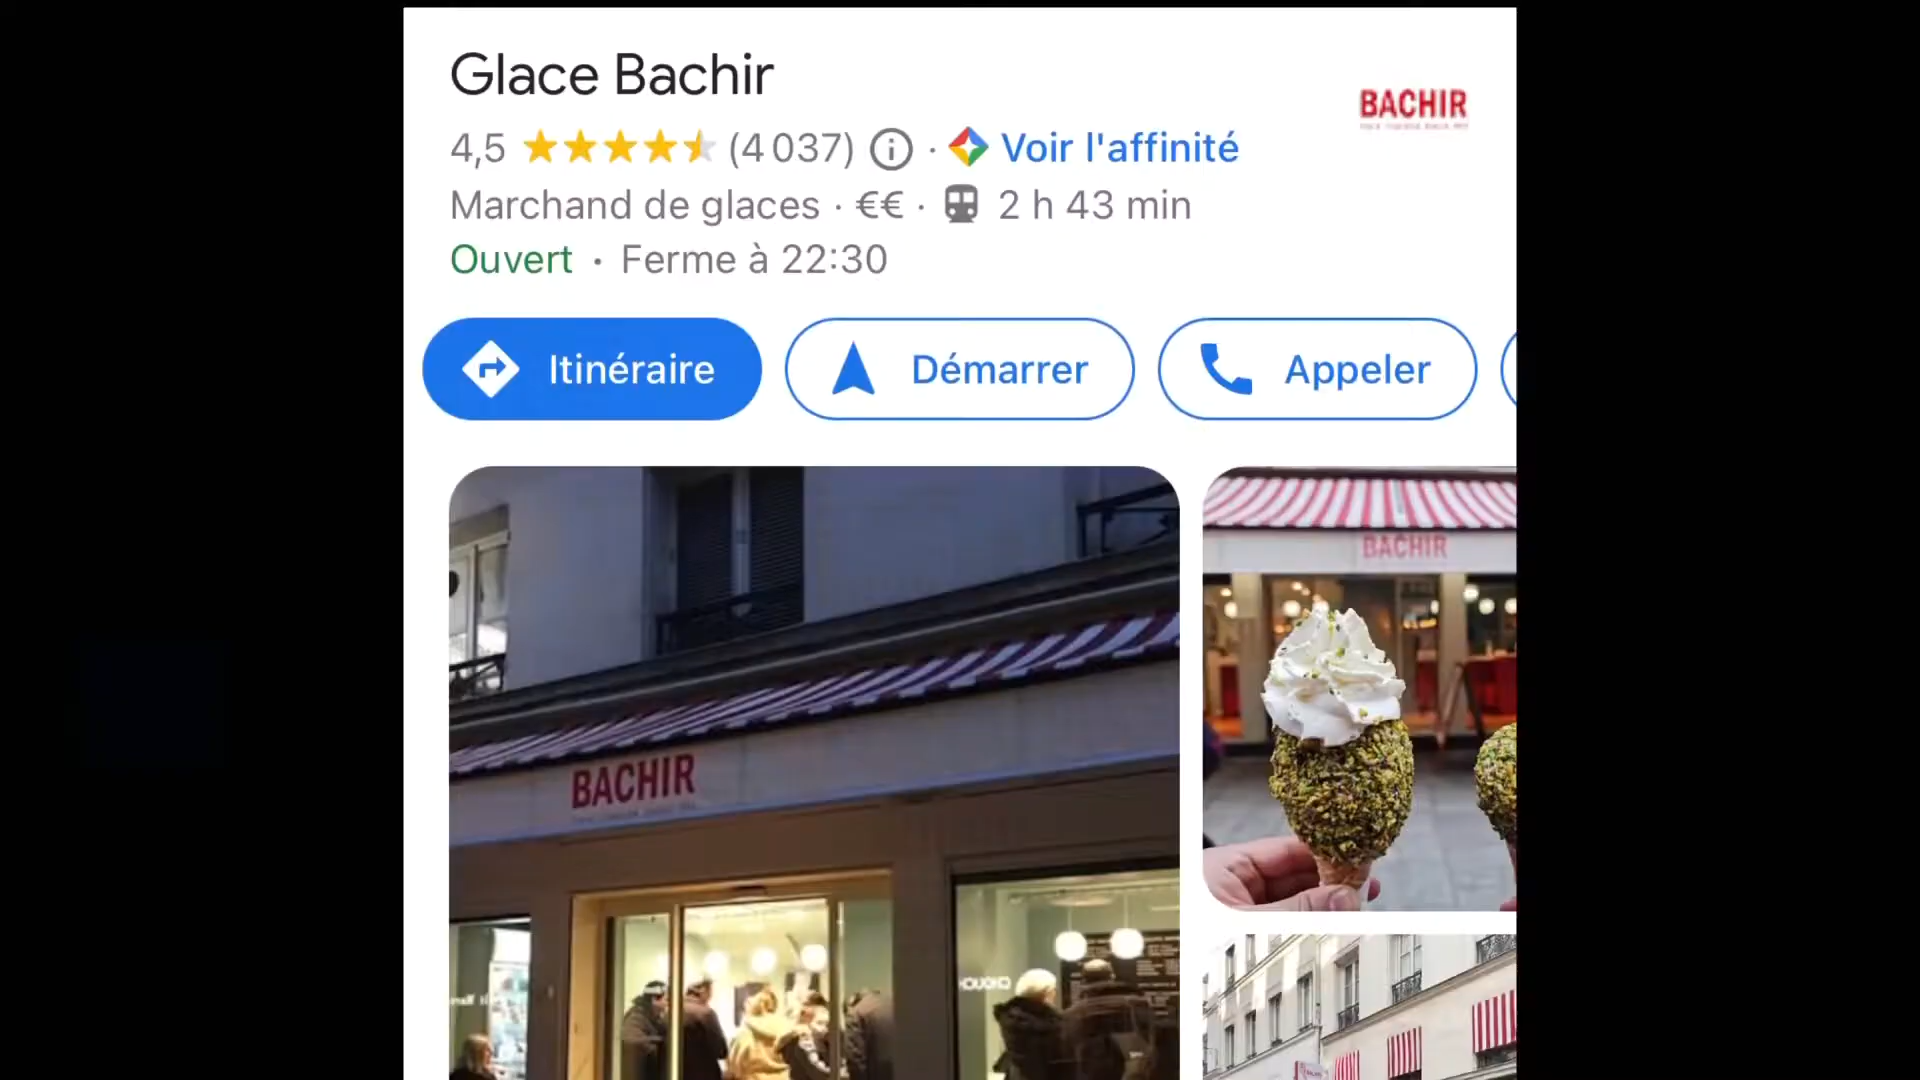 Glace Bachir
BACHIR
4,5 (4 037) · Voir l'affinité
Marchand de glaces · €€ · 2 h 43 min
Ouvert · Ferme à 22:30
Itinéraire
Démarrer
Appeler
BACHIR
BACHIR